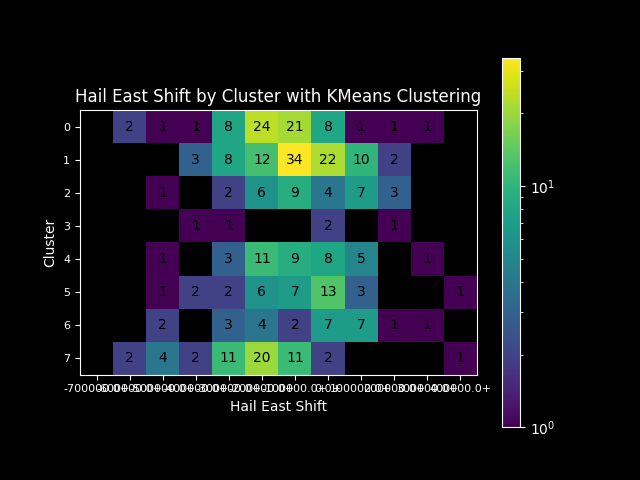 Hail East Shift by Cluster with KMeans Clustering
0 2 1 1 8 24 21 8 1 1 1
1 3 8 12 34 22 10 2
2 1 2 6 9 4 7 3
3 1 1 2 1
4 1 3 11 9 8 5 1
5 1 2 2 6 7 13 3 1
6 2 3 4 2 7 7 1 1
7 2 4 2 11 20 11 2 1
Cluster
Hail East Shift
10^1
10^0